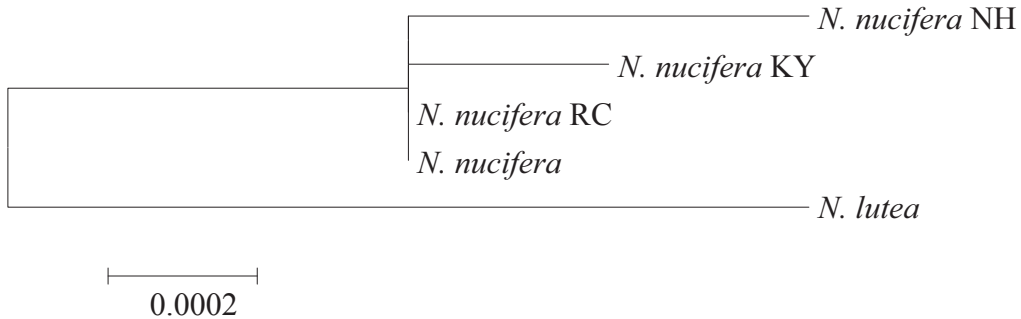 N. nucifera NH
N. nucifera KY
N. nucifera RC
N. nucifera
N. lutea
0.0002